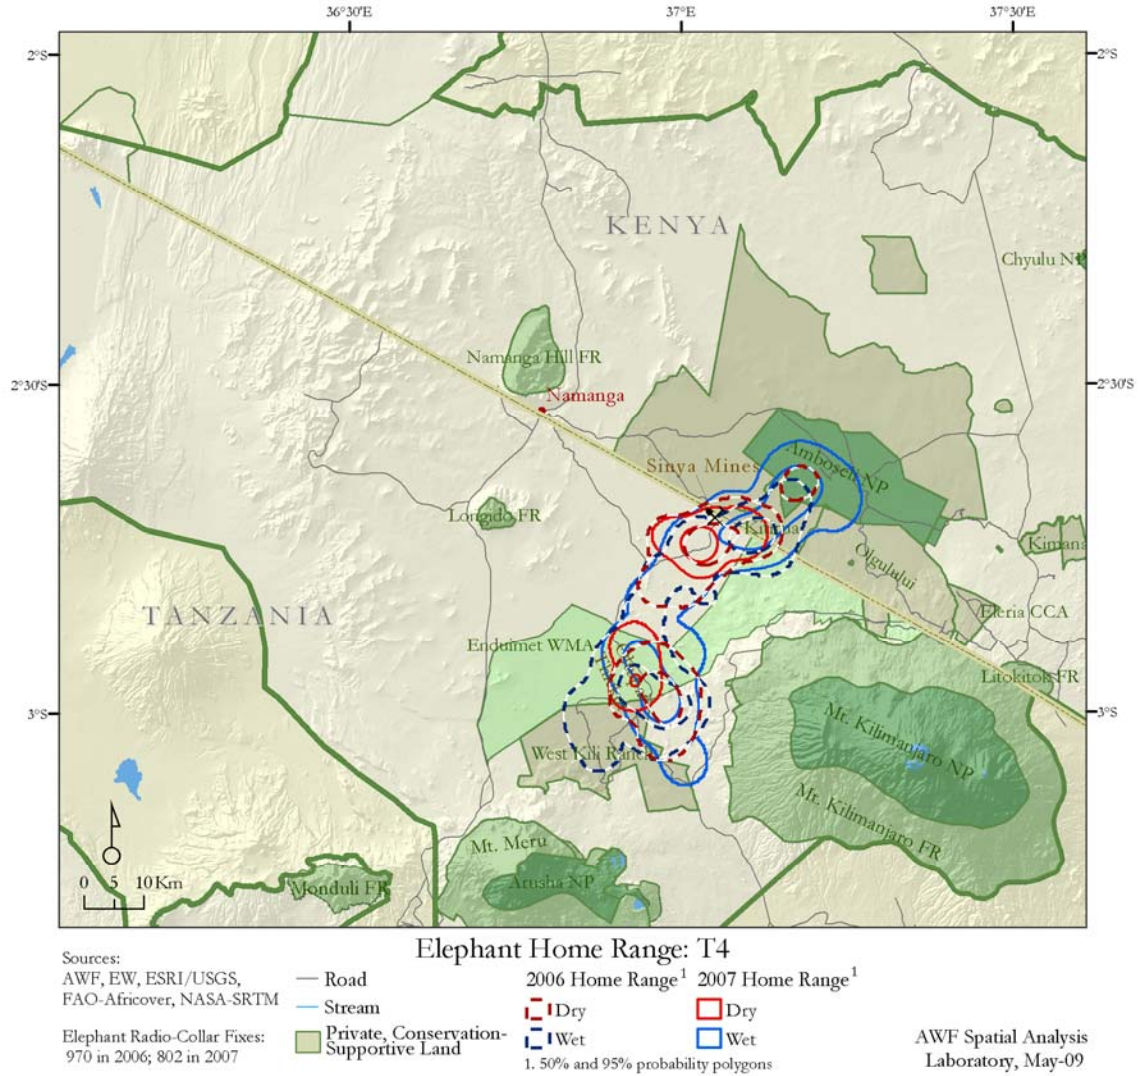 36°30'E
37°E
37°30'E
2°S
2°S
KENYA
Chyulu NP
Namanga Hill FR
2°30'S
2°30'S
Namanga
Sinya Mines
Amboseli NP
Longido FR
Kitirua
Kimana
Olgulului
TANZANIA
Eleria CCA
Enduimet WMA
Litokitok FR
3°S
3°S
Mt. Kilimanjaro NP
West Kili Ranch
Mt. Kilimanjaro FR
Mt. Meru
Arusha NP
Monduli FR
0 5 10Km
Elephant Home Range: T4
Sources:
AWF, EW, ESRI/USGS,
FAO-Africover, NASA-SRTM
Elephant Radio-Collar Fixes:
970 in 2006; 802 in 2007
Road
Stream
Private, Conservation-
Supportive Land
2006 Home Range1
Dry
Wet
2007 Home Range1
Dry
Wet
1. 50% and 95% probability polygons
AWF Spatial Analysis
Laboratory, May-09